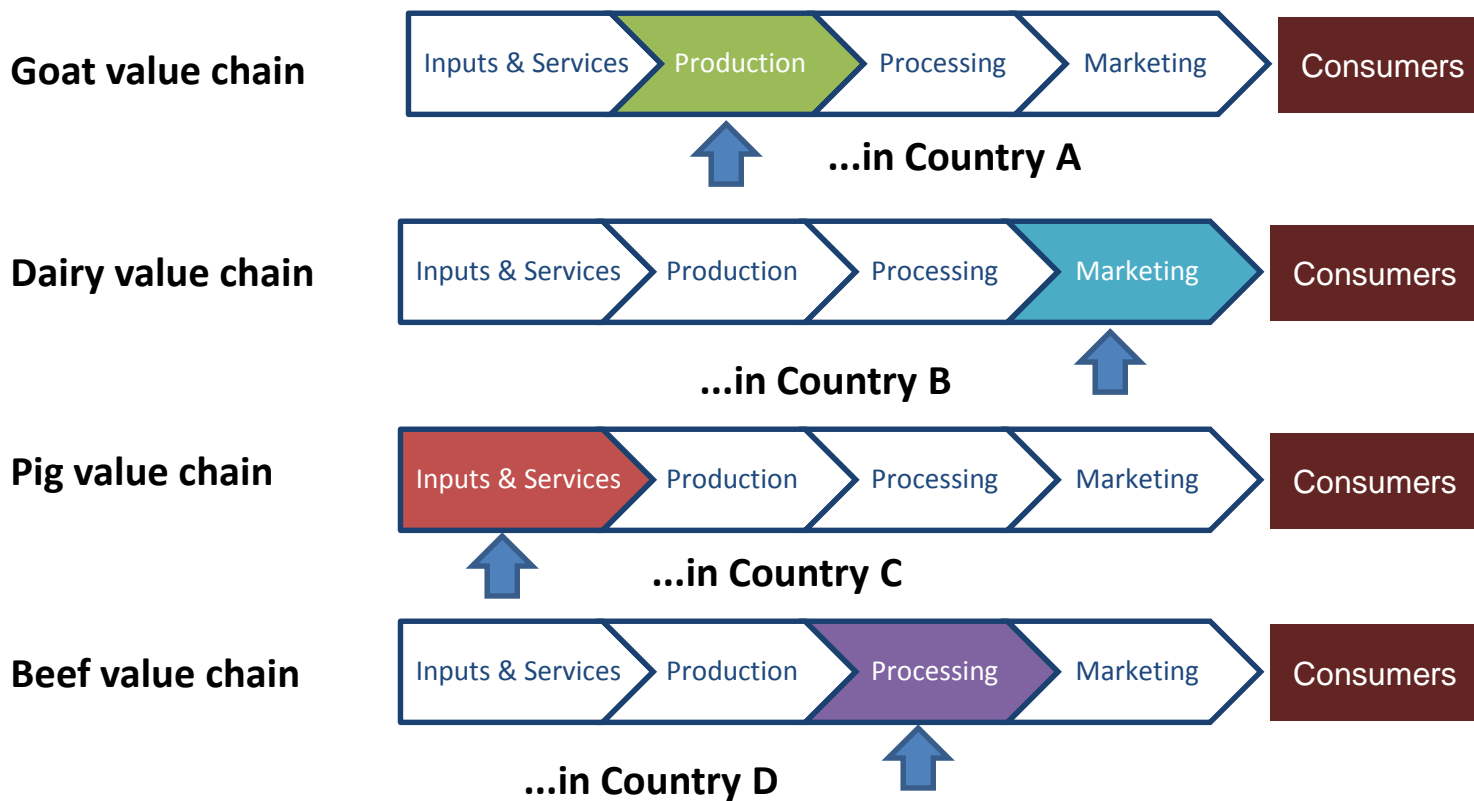 Goat value chain
Inputs & Services Production Processing Marketing Consumers
...in Country A
Dairy value chain
Inputs & Services Production Processing Marketing Consumers
...in Country B
Pig value chain
Inputs & Services Production Processing Marketing Consumers
...in Country C
Beef value chain
Inputs & Services Production Processing Marketing Consumers
...in Country D